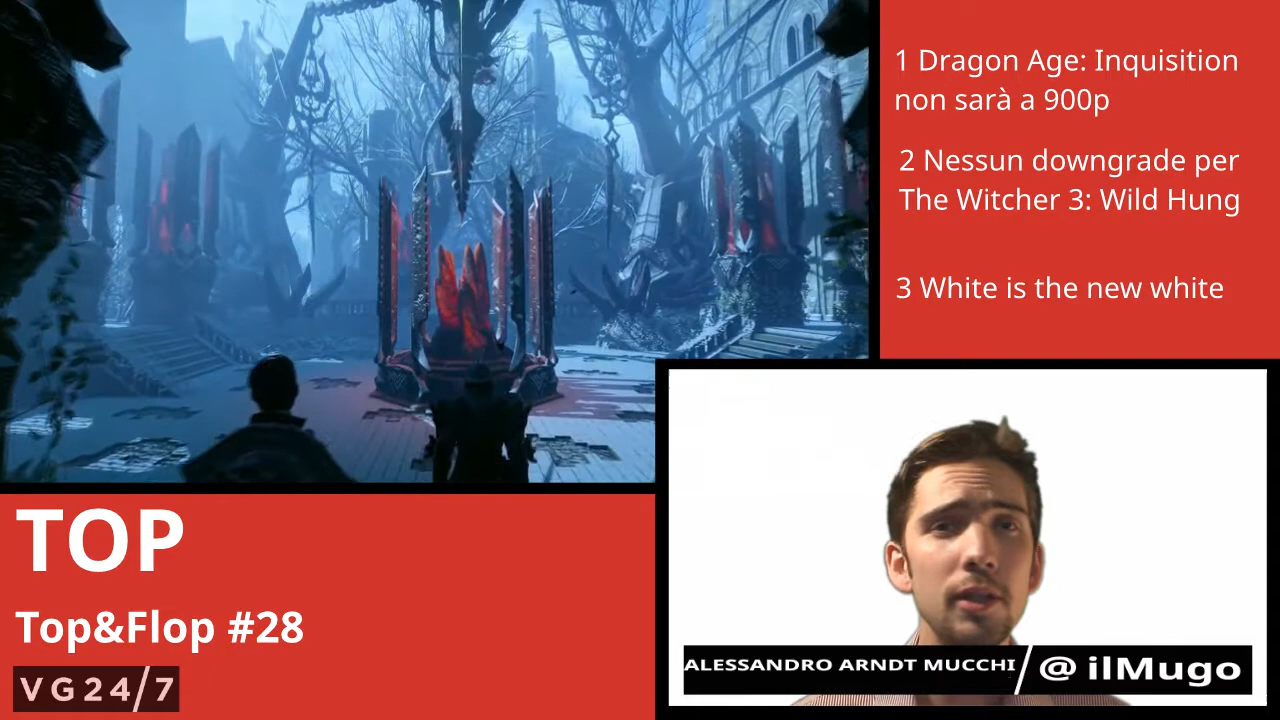 1 Dragon Age: Inquisition
non sarà a 900p
2 Nessun downgrade per
The Witcher 3: Wild Hung
3 White is the new white
TOP
Top&Flop #28
VG24/7
ALESSANDRO ARNDT MUCCHI / @ ilMugo